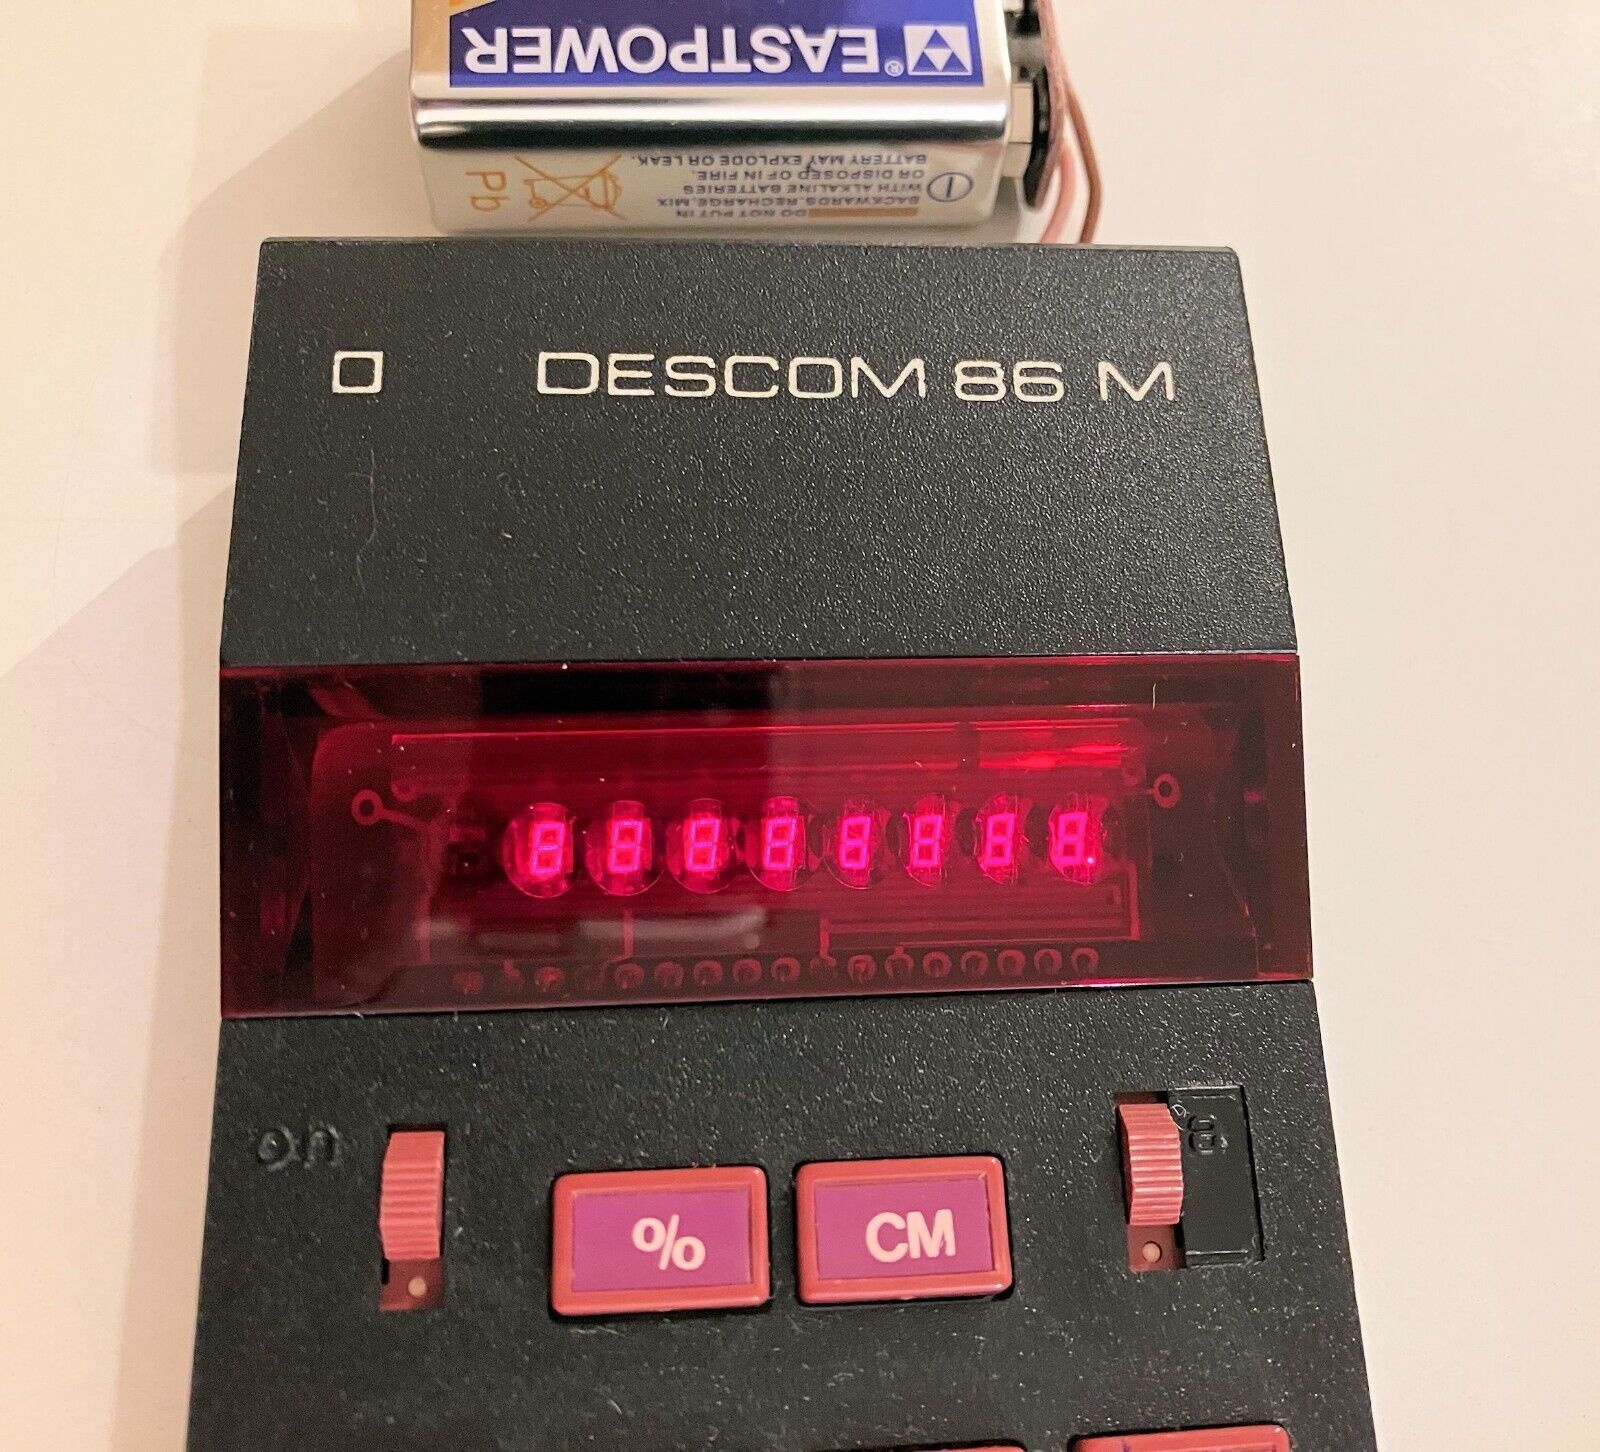 ®EASTPOWER
DO NOT PUT IN
BACKWARDS, RECHARGE, MIX
WITH ALKALINE BATTERIES
OR DISPOSED OF IN FIRE.
BATTERY MAY EXPLODE OR LEAK.
Pb
DESCOM 86 M
88888888.
on
% CM